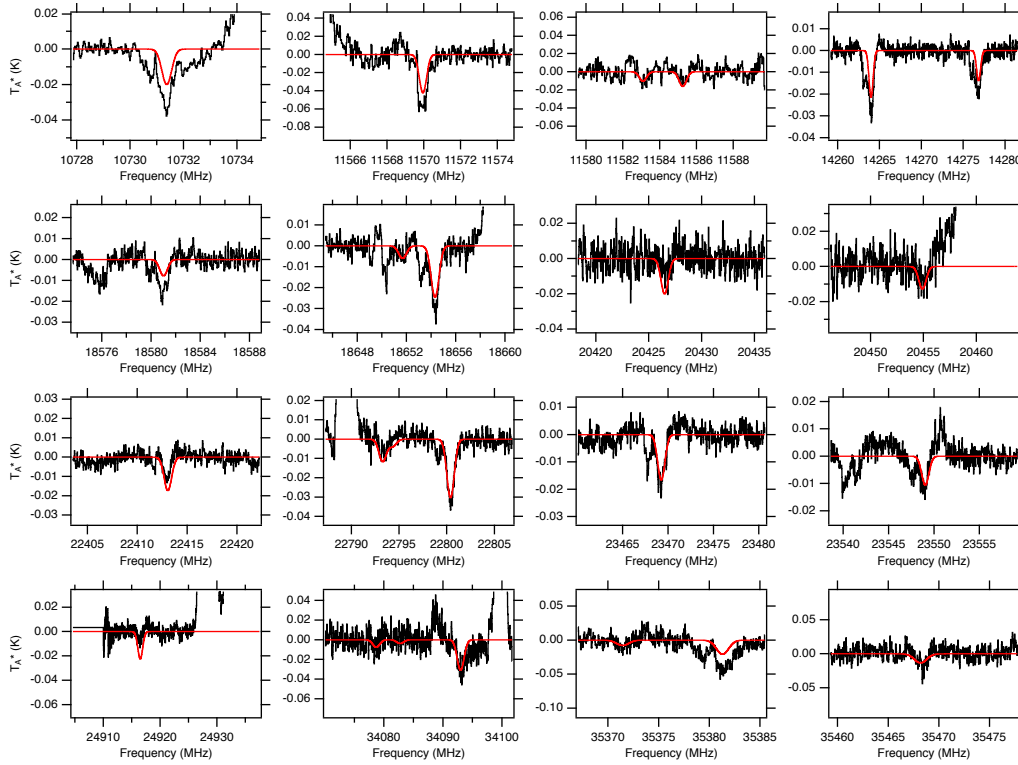 0.00
-0.04
T_A* (K)
10728 10730 10732 10734
Frequency (MHz)
0.04
0.00
-0.04
-0.08
11566 11568 11570 11572 11574
Frequency (MHz)
0.06
0.04
0.02
0.00
-0.02
-0.04
-0.06
11580 11582 11584 11586 11588
Frequency (MHz)
0.01
0.00
-0.01
-0.02
-0.03
-0.04
14260 14265 14270 14275 14280
Frequency (MHz)
0.02
0.01
0.00
-0.01
-0.03
T_A* (K)
18576 18580 18584 18588
Frequency (MHz)
0.01
0.00
-0.01
-0.02
-0.03
-0.04
18648 18652 18656 18660
Frequency (MHz)
0.02
0.00
-0.02
-0.04
20420 20425 20430 20435
Frequency (MHz)
0.02
0.01
0.00
-0.01
-0.02
20450 20455 20460
Frequency (MHz)
0.03
0.02
0.01
0.00
-0.01
-0.02
-0.03
T_A* (K)
22405 22410 22415 22420
Frequency (MHz)
0.02
0.01
0.00
-0.01
-0.02
-0.03
-0.04
22790 22795 22800 22805
Frequency (MHz)
0.01
0.00
-0.01
-0.02
-0.03
23465 23470 23475 23480
Frequency (MHz)
0.02
0.01
0.00
-0.01
-0.02
23540 23545 23550 23555
Frequency (MHz)
0.02
0.00
-0.02
-0.04
-0.06
T_A* (K)
24910 24920 24930
Frequency (MHz)
0.04
0.02
0.00
-0.02
-0.04
-0.06
34080 34090 34100
Frequency (MHz)
0.05
0.00
-0.05
-0.10
35370 35375 35380 35385
Frequency (MHz)
0.05
0.00
-0.05
35460 35465 35470 35475
Frequency (MHz)